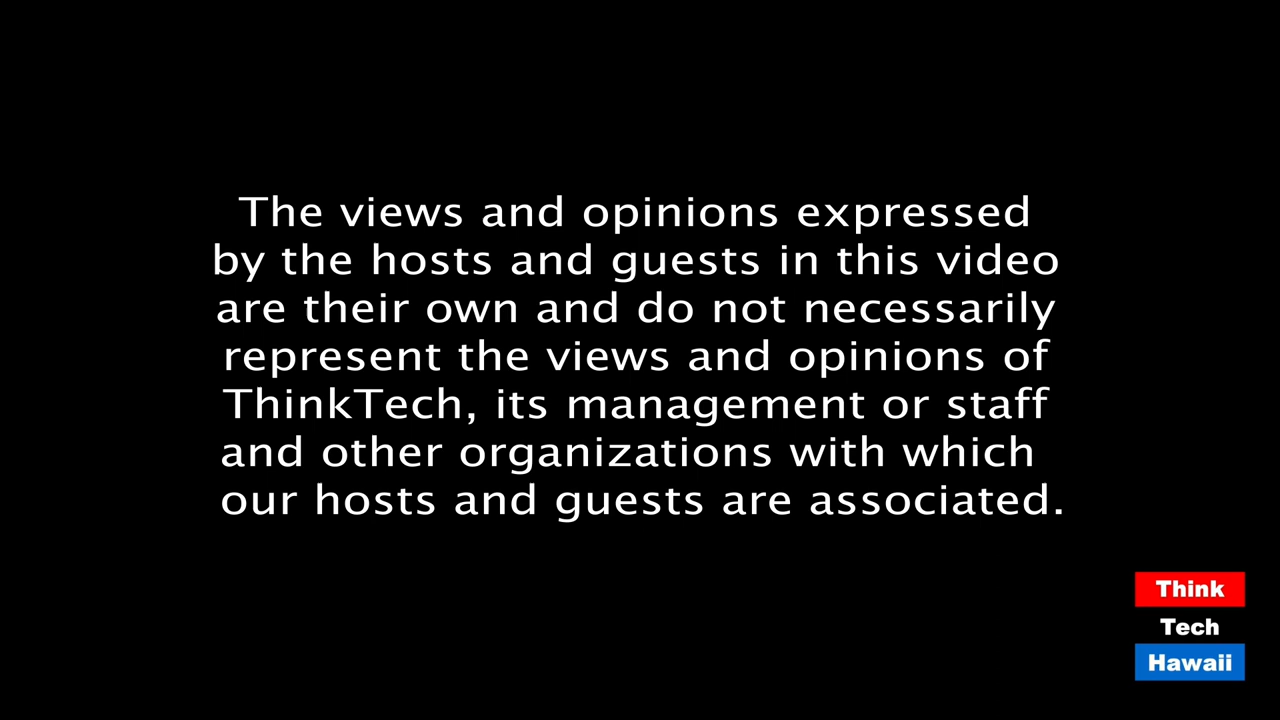 The views and opinions expressed
by the hosts and guests in this video
are their own and do not necessarily
represent the views and opinions of
ThinkTech, its management or staff
and other organizations with which
our hosts and guests are associated.
Think
Tech
Hawaii